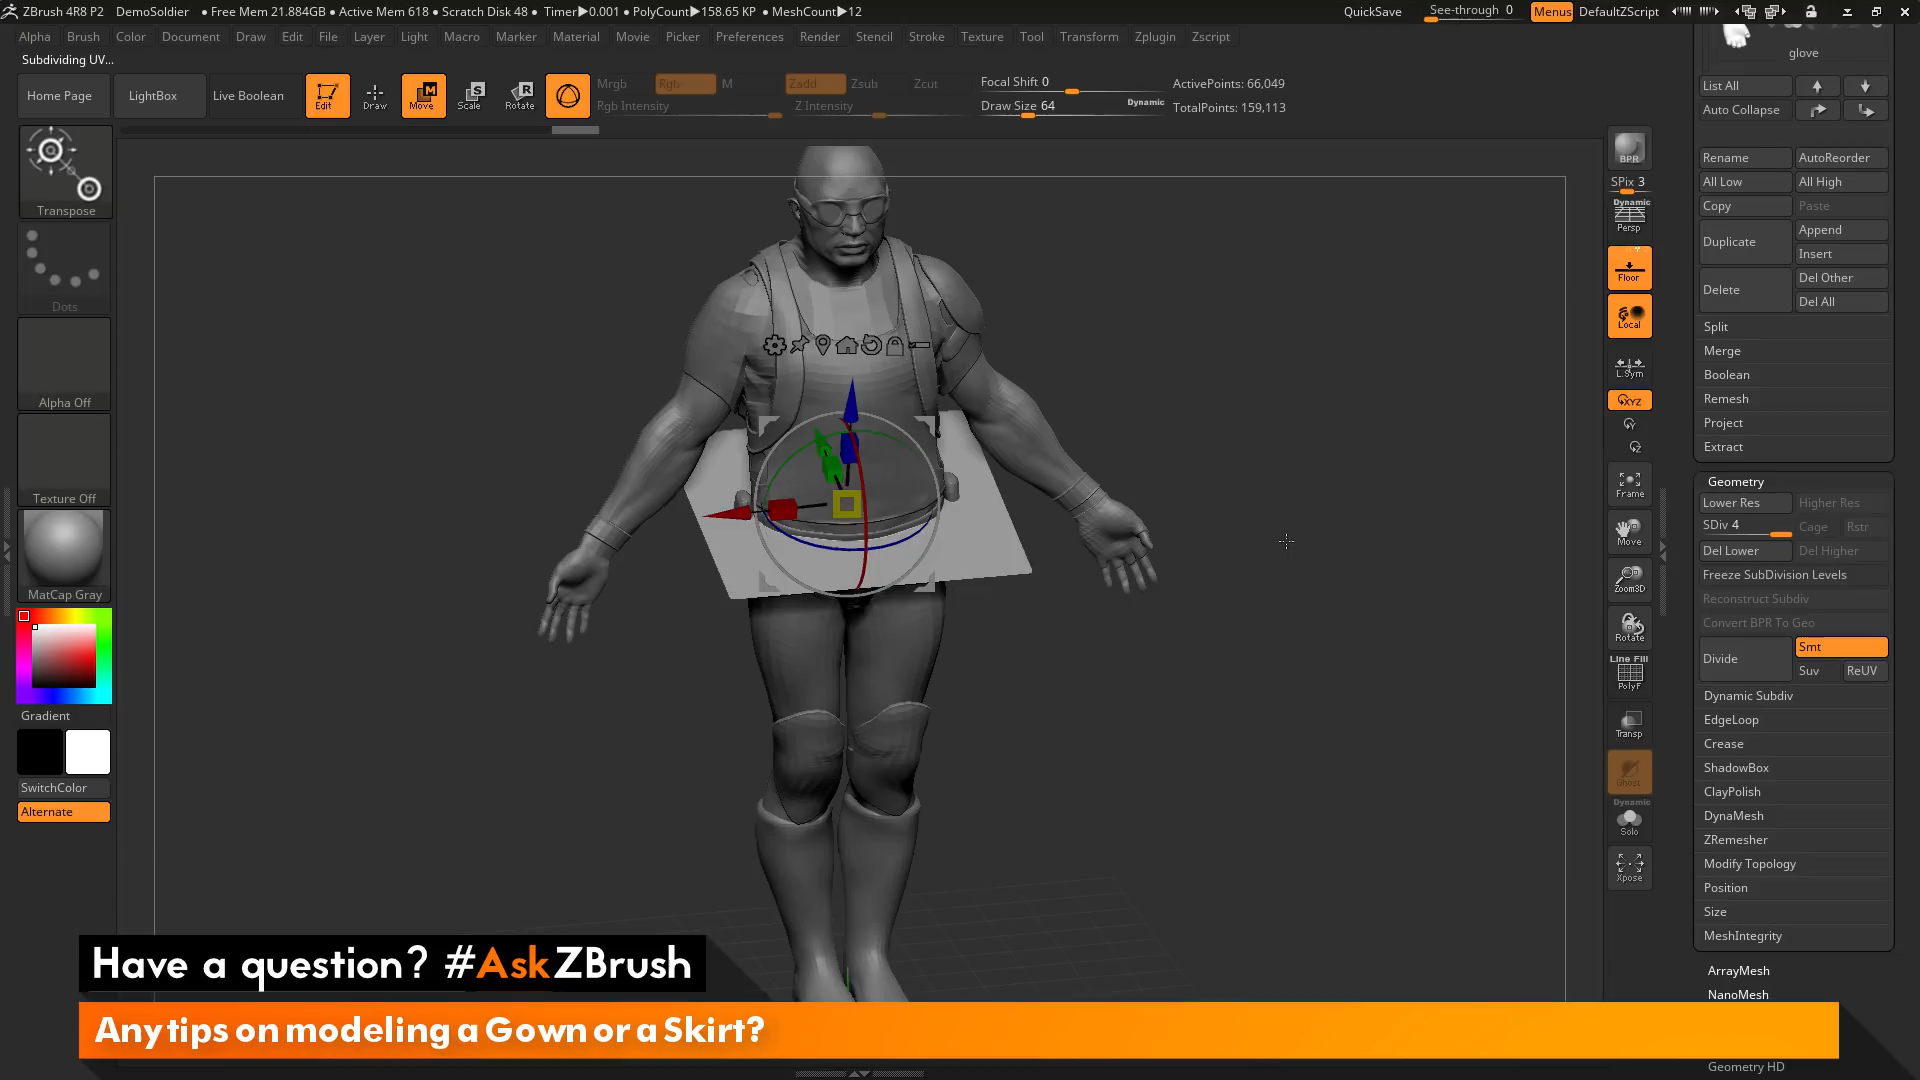 ZBrush 4R8 P2 DemoSoldier • Free Mem 21.884GB • Active Mem 618 • Scratch Disk 48 • Timer▶0.001 • PolyCount▶158.65 KP • MeshCount▶12 QuickSave See-through 0 Menus DefaultZScript
Alpha Brush Color Document Draw Edit File Layer Light Macro Marker Material Movie Picker Preferences Render Stencil Stroke Texture Tool Transform Zplugin Zscript
Subdividing UV...
Home Page LightBox Live Boolean Edit Draw Move Scale Rotate
Mrgb Rgb M Zadd Zsub Zcut
Rgb Intensity Z Intensity
Focal Shift 0
Draw Size 64 Dynamic
ActivePoints: 66,049
TotalPoints: 159,113
Transpose
Dots
Alpha Off
Texture Off
MatCap Gray
Gradient
SwitchColor
Alternate
BPR
SPix 3
Dynamic
Persp
Floor
Local
L.Sym
XYZ
Y
Z
Frame
Move
Zoom3D
Rotate
Line Fill
PolyF
Transp
Ghost
Dynamic
Solo
Xpose
glove
List All
Auto Collapse
Rename AutoReorder
All Low All High
Copy Paste
Duplicate Append
Insert
Delete Del Other
Del All
Split
Merge
Boolean
Remesh
Project
Extract
Geometry
Lower Res Higher Res
SDiv 4 Cage Rstr
Del Lower Del Higher
Freeze SubDivision Levels
Reconstruct Subdiv
Convert BPR To Geo
Divide Smt
Suv ReUV
Dynamic Subdiv
EdgeLoop
Crease
ShadowBox
ClayPolish
DynaMesh
ZRemesher
Modify Topology
Position
Size
MeshIntegrity
ArrayMesh
NanoMesh
Geometry HD
Have a question? #AskZBrush
Any tips on modeling a Gown or a Skirt?